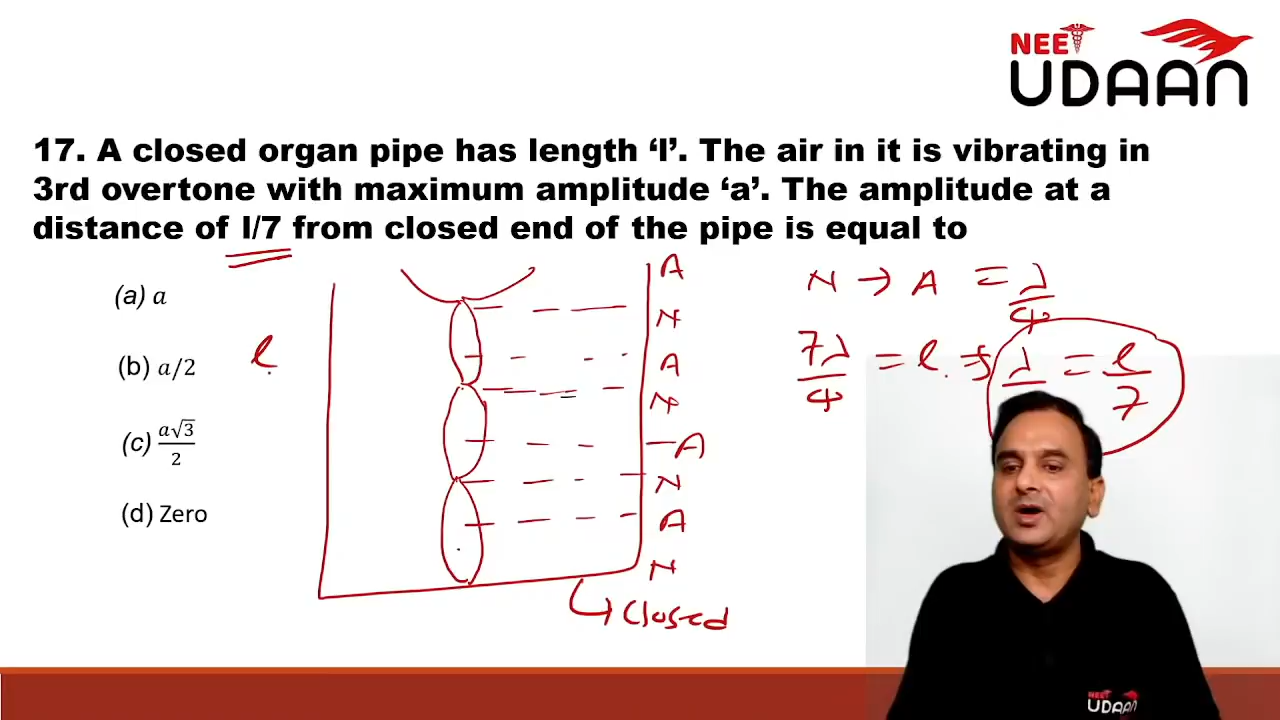 NEET
UDAAN
17. A closed organ pipe has length ‘l’. The air in it is vibrating in
3rd overtone with maximum amplitude ‘a’. The amplitude at a
distance of l/7 from closed end of the pipe is equal to
(a) a
(b) a/2
(c) a√3/2
(d) Zero
l
A
N
A
N
A
N
A
N
closed
N → A = λ/4
7λ/4 = l ⇒ λ = l/7
NEET
UDAAN